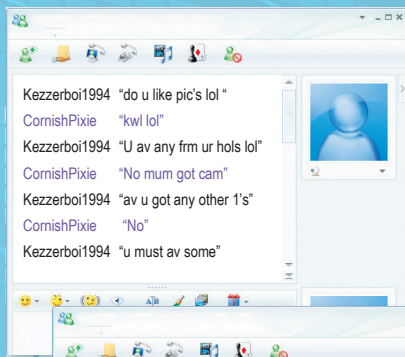 Kezzerboi1994 “do u like pic's lol “
CornishPixie “kwl lol”
Kezzerboi1994 “U av any frm ur hols lol”
CornishPixie “No mum got cam”
Kezzerboi1994 “av u got any other 1's”
CornishPixie “No”
Kezzerboi1994 “u must av some”